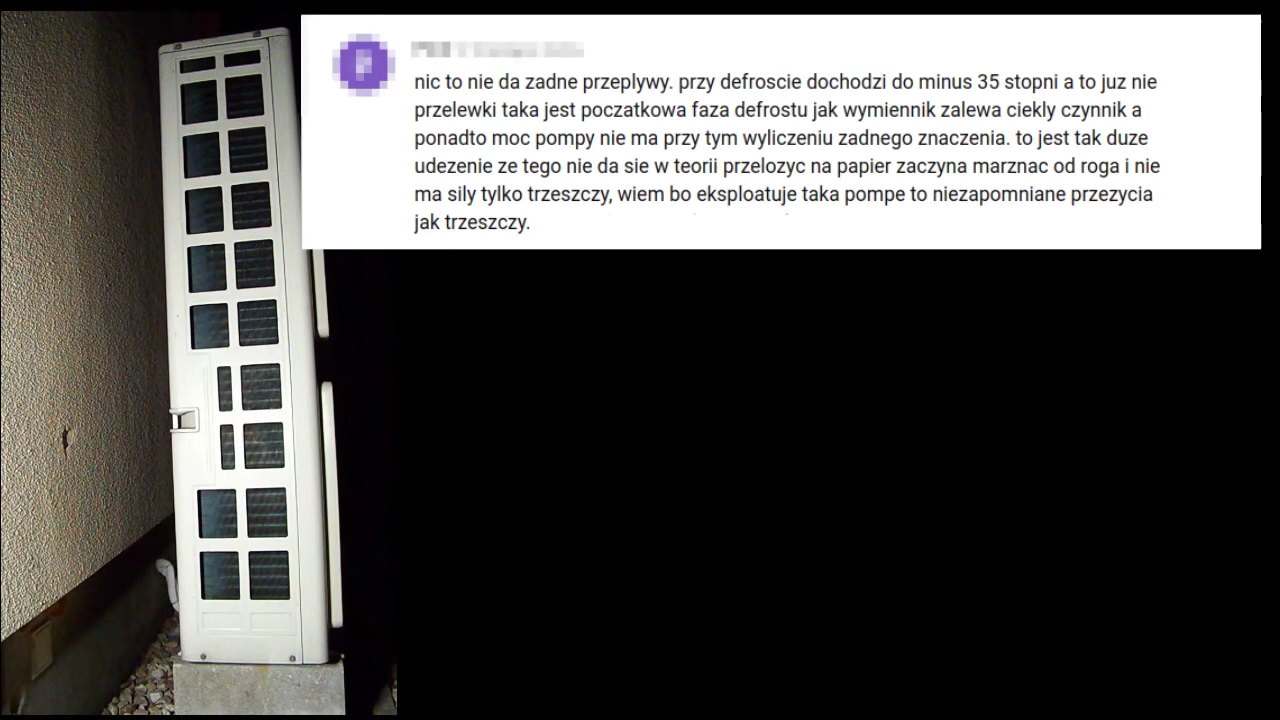 nic to nie da zadne przeplywy. przy defroscie dochodzi do minus 35 stopni a to juz nie
przelewki taka jest poczatkowa faza defrostu jak wymiennik zalewa ciekly czynnik a
ponadto moc pompy nie ma przy tym wyliczeniu zadnego znaczenia. to jest tak duze
udezenie ze tego nie da sie w teorii przelozyc na papier zaczyna marznac od roga i nie
ma sily tylko trzeszczy, wiem bo eksploatuje taka pompe to niezapomniane przezycia
jak trzeszczy.